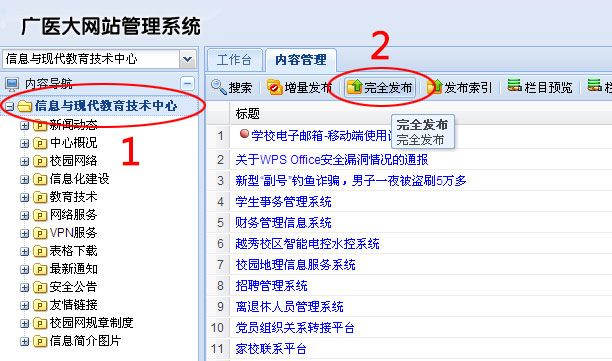 广医大网站管理系统
信息与现代教育技术中心
工作台 内容管理 2
内容导航
搜索 增量发布 完全发布 发布索引 栏目预览
信息与现代教育技术中心
1
新闻动态
中心概况
校园网络
信息化建设
教育技术
网络服务
VPN服务
表格下载
最新通知
安全公告
友情链接
校园网规章制度
信息简介图片
标题
1 学校电子邮箱-移动端使用
完全发布
完全发布
2 关于WPS Office安全漏洞情况的通报
3 新型“副号”钓鱼诈骗，男子一夜被盗刷5万多
4 学生事务管理系统
5 财务管理信息系统
6 越秀校区智能电控水控系统
7 校园地理信息服务系统
8 招聘管理系统
9 离退休人员管理系统
10 党员组织关系转接平台
11 家校联系平台